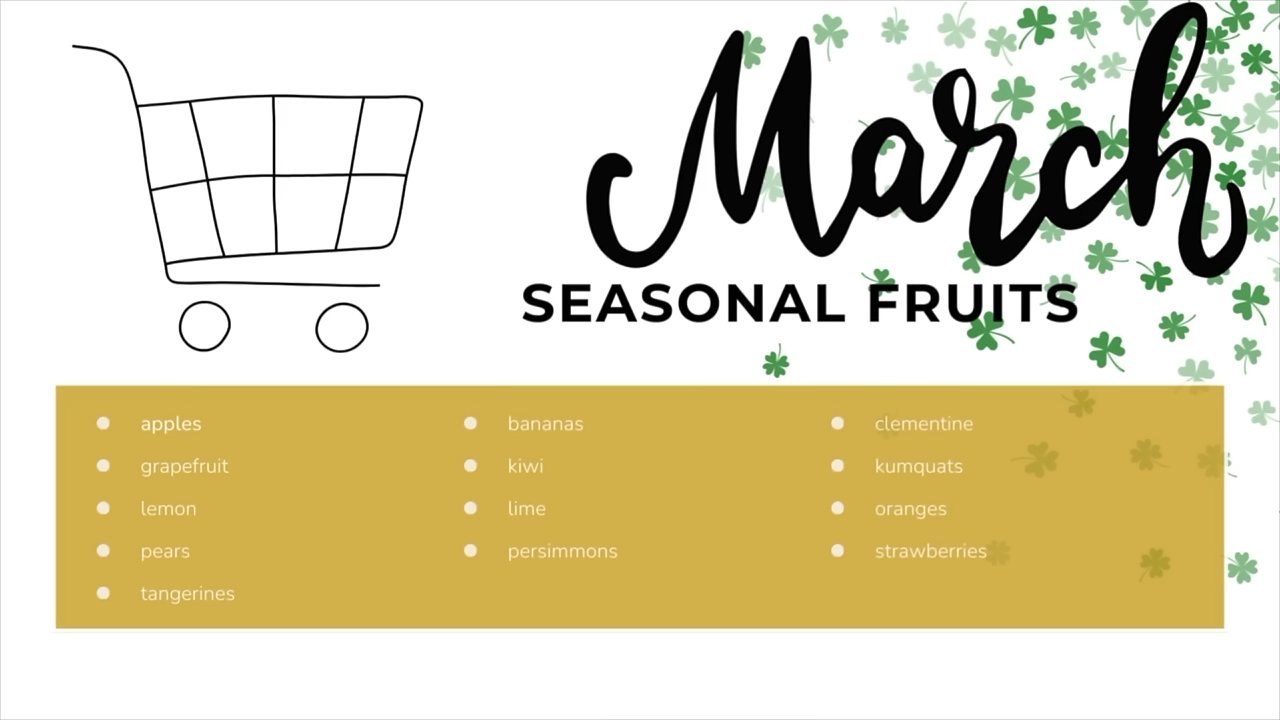 March
SEASONAL FRUITS
apples
bananas
clementine
grapefruit
kiwi
kumquats
lemon
lime
oranges
pears
persimmons
strawberries
tangerines